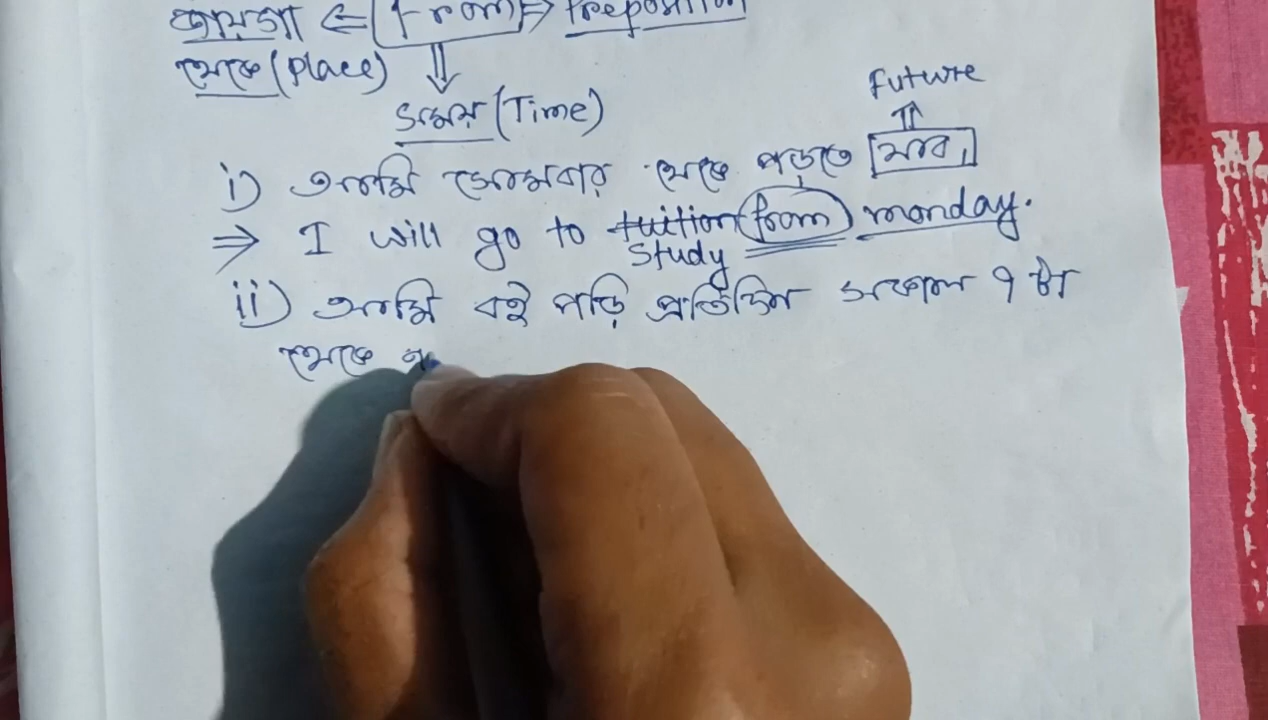 জায়গা ⇐ From ⇒ Preposition
থেকে (place) ⇓
সময় (Time)
Future
⇑
i) আমি সোমবার থেকে পড়তে যাব।
⇒ I will go to tuition from monday.
study
ii) আমি বই পড়ি প্রতিদিন সকাল ৭ টা
থেকে